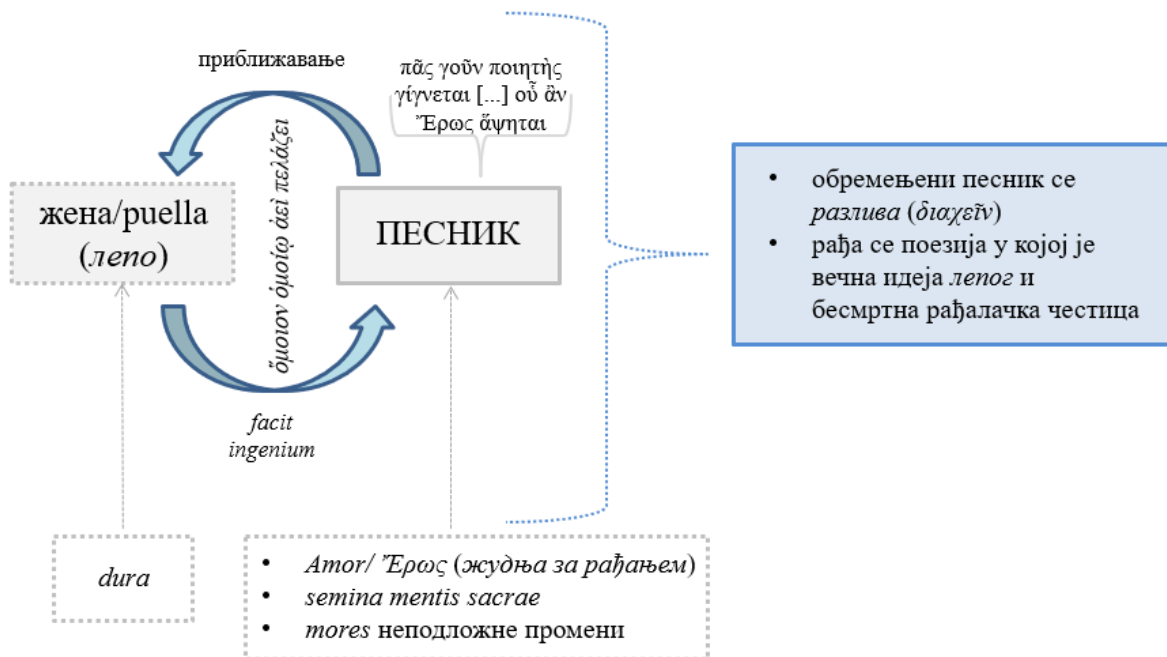 приближавање
πᾶς γοῦν ποιητὴς
γίγνεται [...] οὗ ἂν
Ἔρως ἅψηται
жена/puella
(лепо)
ὅμοιον ὁμοίῳ ἀεὶ πελάζει
ПЕСНИК
facit
ingenium
• обремењени песник се
разлива (διαχεῖν)
• рађа се поезија у којој је
вечна идеја лепог и
бесмртна рађалачка честица
dura
• Amor/ Ἔρως (жудња за рађањем)
• semina mentis sacrae
• mores неподложне промени